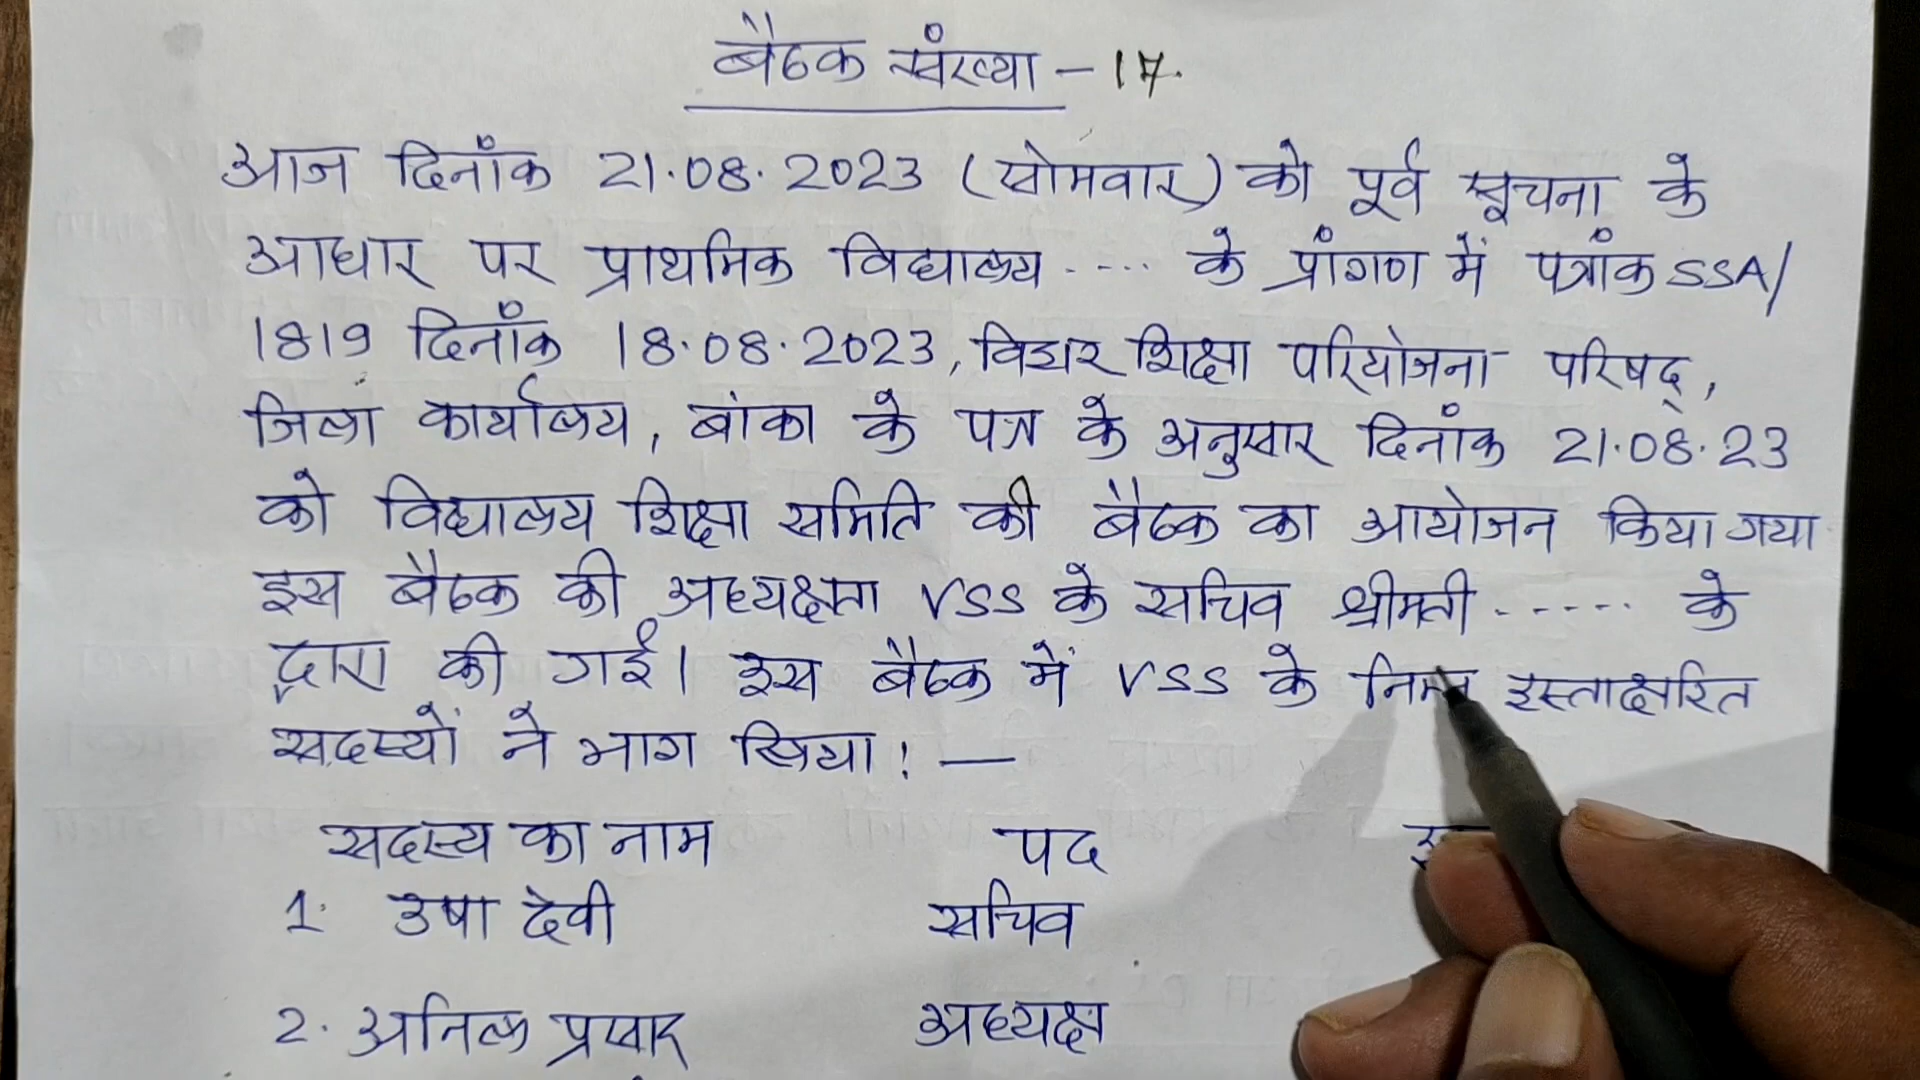 बैठक संख्या – 17.
आज दिनांक 21.08.2023 (सोमवार) को पूर्व सूचना के
आधार पर प्राथमिक विद्यालय .... के प्रांगण में पत्रांक SSA/
1819 दिनांक 18.08.2023, बिहार शिक्षा परियोजना परिषद्,
जिला कार्यालय, बांका के पत्र के अनुसार दिनांक 21.08.23
को विद्यालय शिक्षा समिति की बैठक का आयोजन किया गया
इस बैठक की अध्यक्षता VSS के सचिव श्रीमती ..... के
द्वारा की गई। इस बैठक में VSS के निम्न हस्ताक्षरित
सदस्यों ने भाग लिया : —
सदस्य का नाम पद
1. उषा देवी सचिव
2. अनिल प्रसाद अध्यक्ष